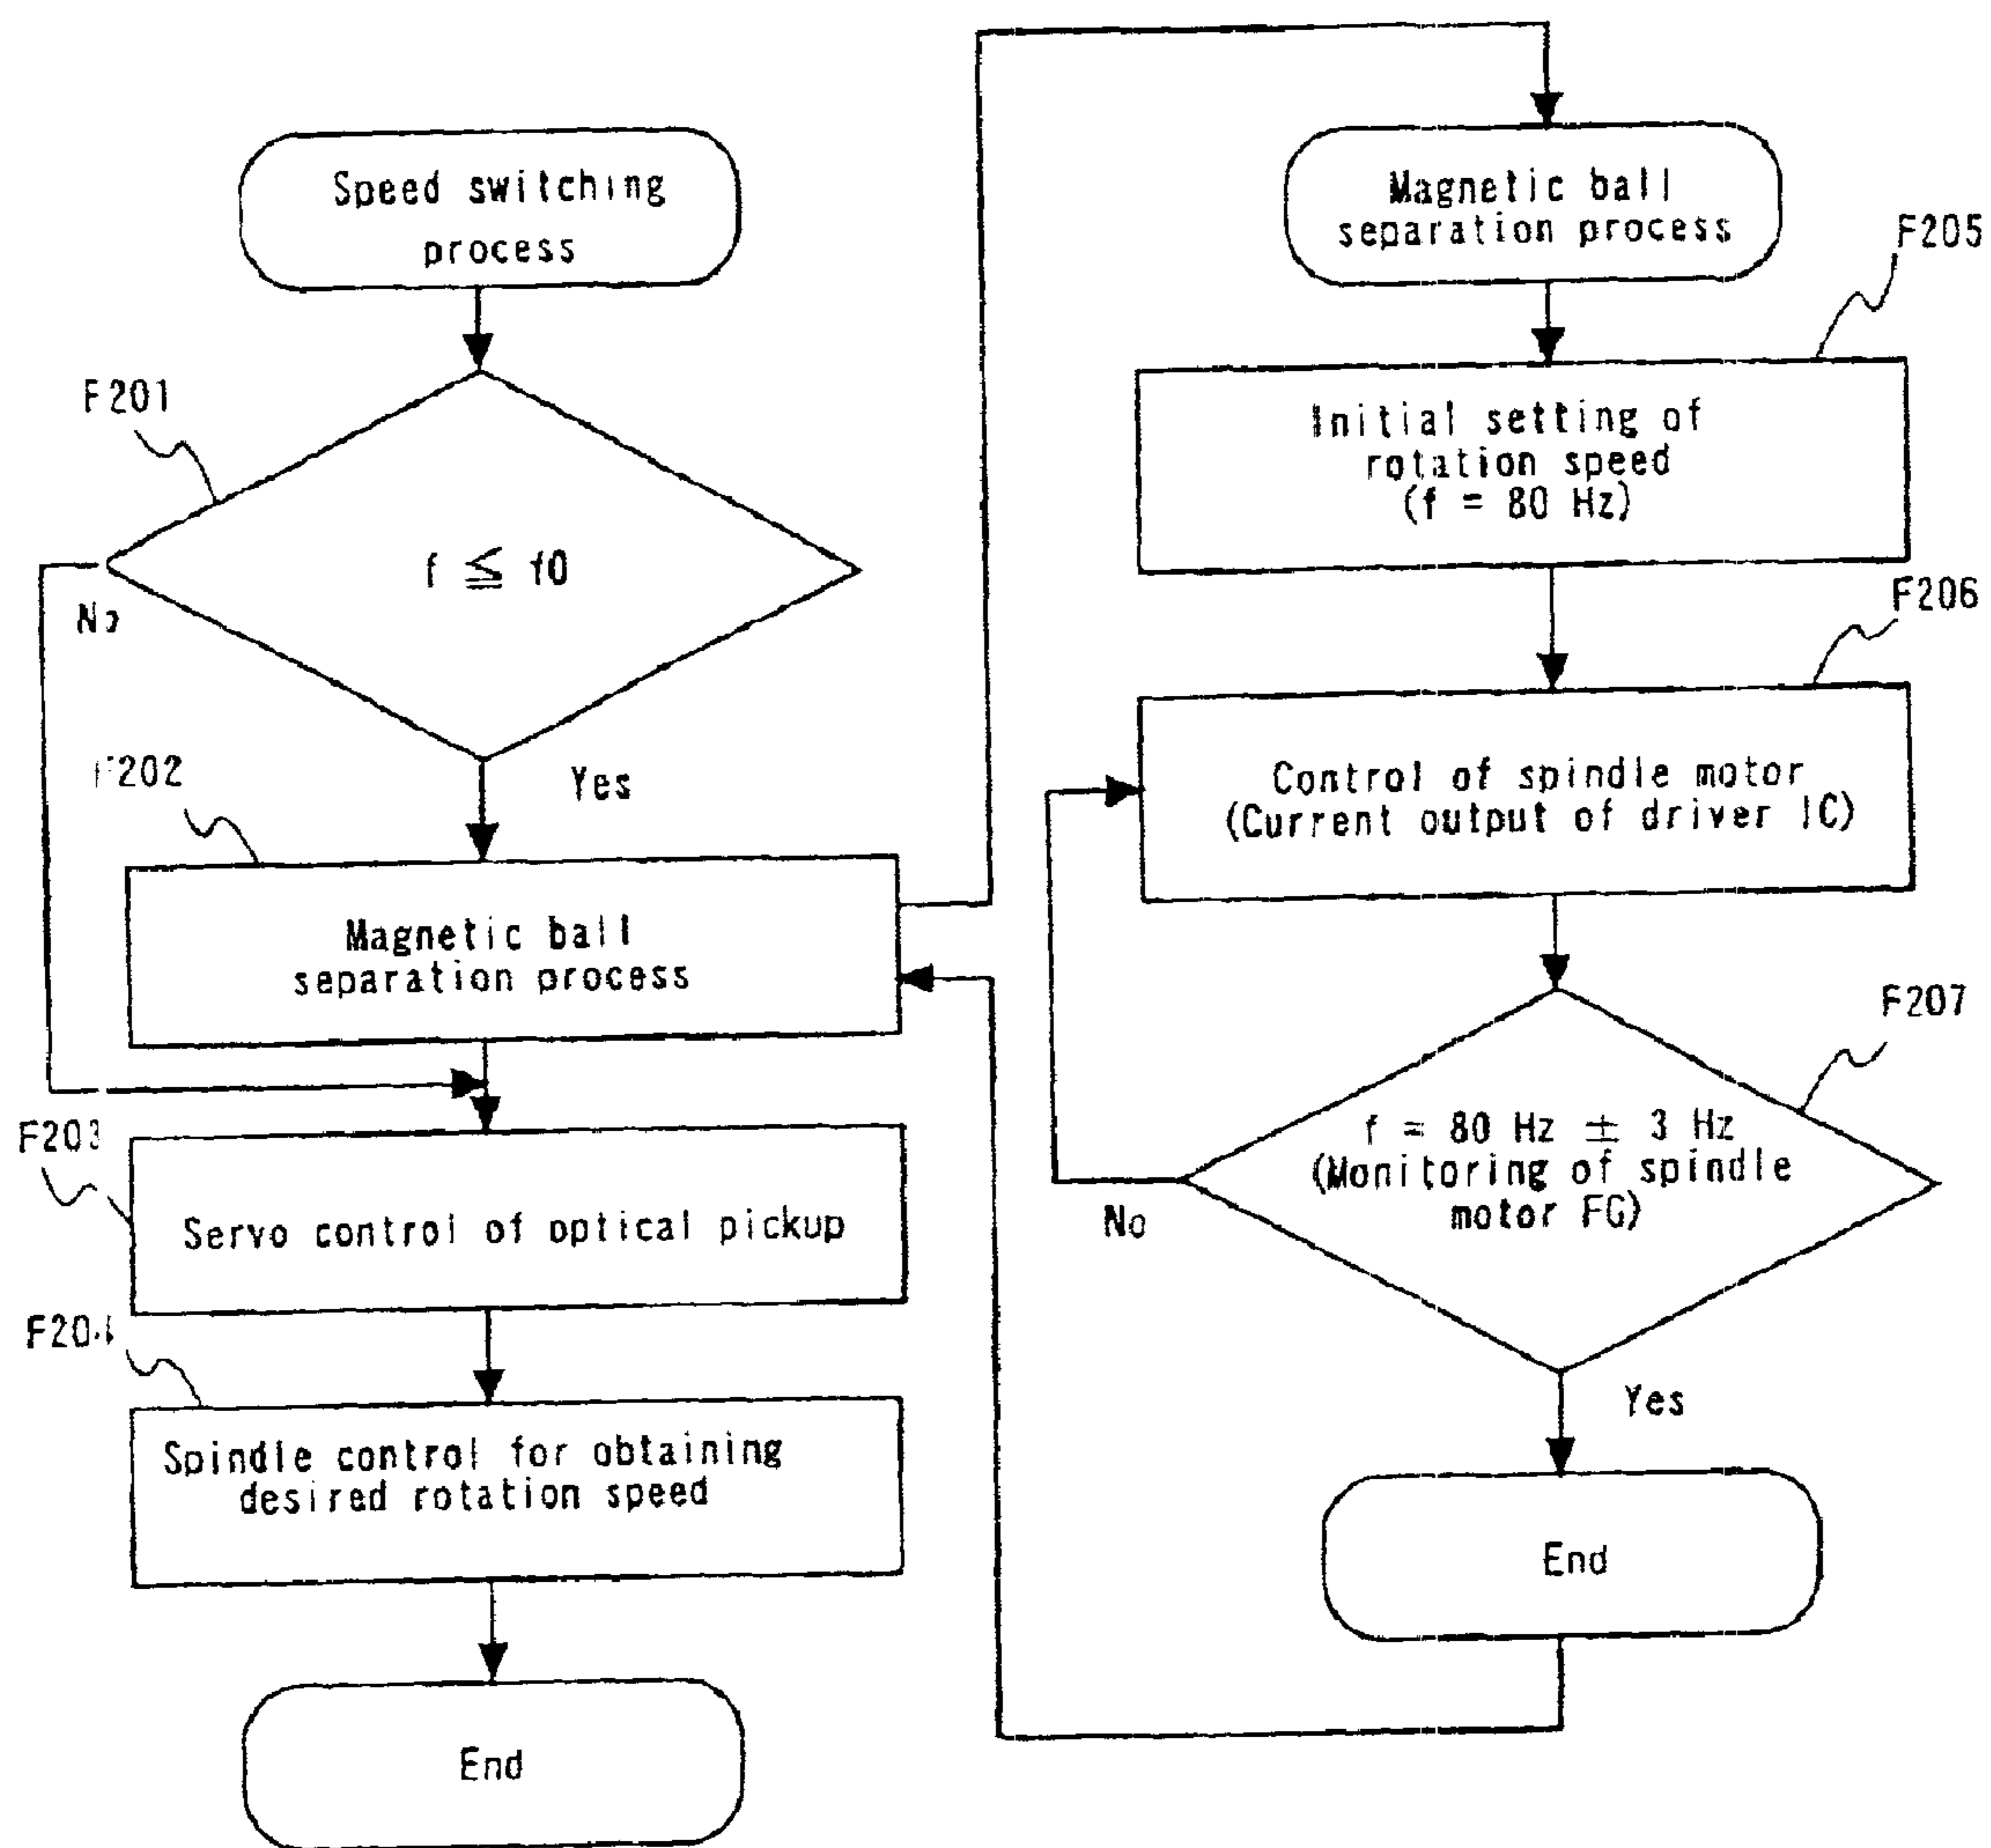 Speed switching
process
F201
f ≦ f0
No
Yes
F202
Magnetic ball
separation process
F203
Servo control of optical pickup
F204
Spindle control for obtaining
desired rotation speed
End
Magnetic ball
separation process
F205
Initial setting of
rotation speed
(f = 80 Hz)
F206
Control of spindle motor
(Current output of driver IC)
F207
f = 80 Hz ± 3 Hz
(Monitoring of spindle
motor FG)
No
Yes
End